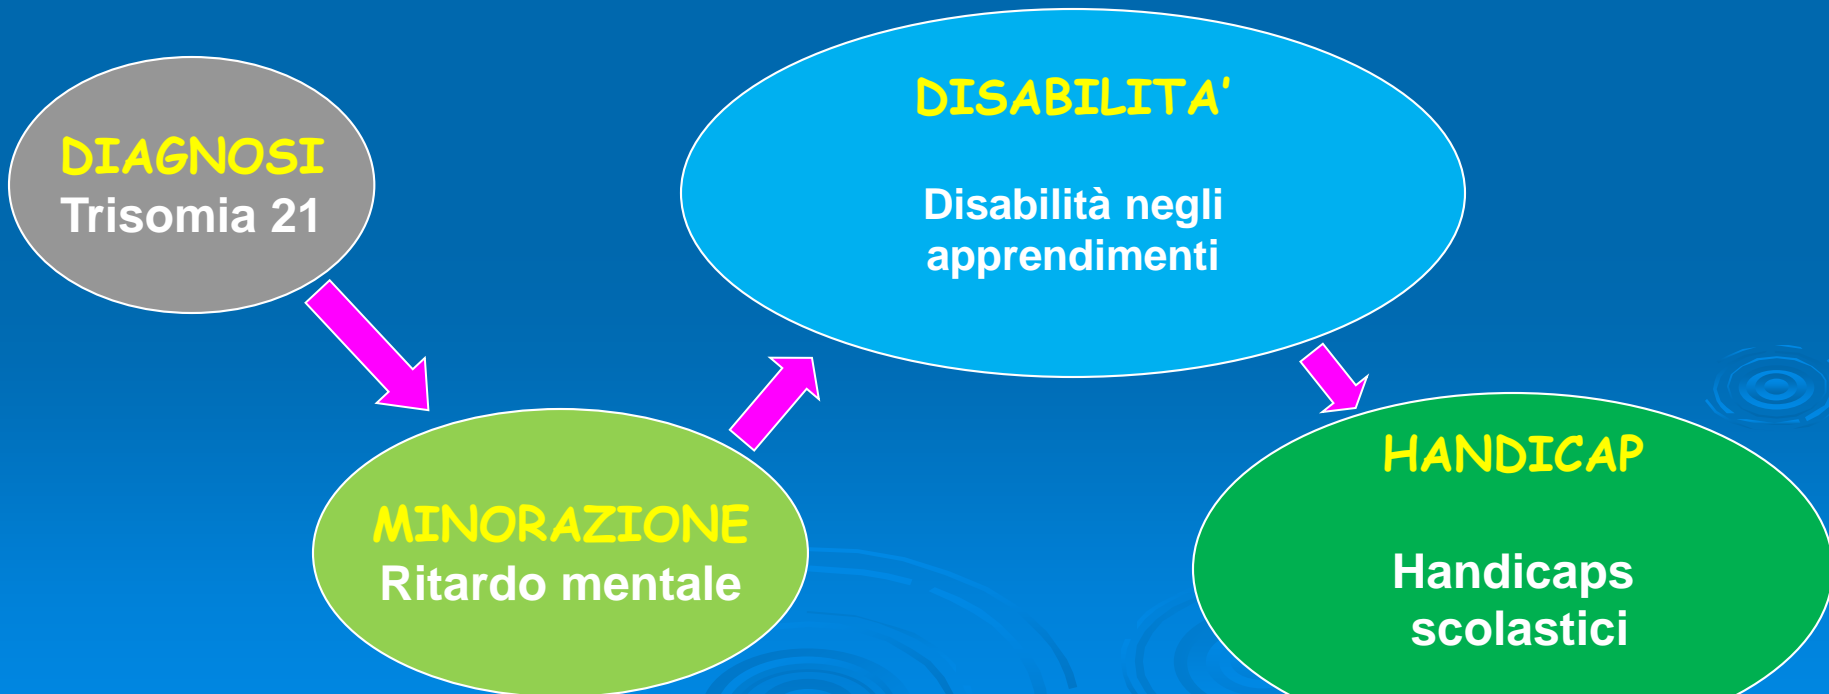 DIAGNOSI
Trisomia 21
MINORAZIONE
Ritardo mentale
DISABILITA'
Disabilità negli
apprendimenti
HANDICAP
Handicaps
scolastici